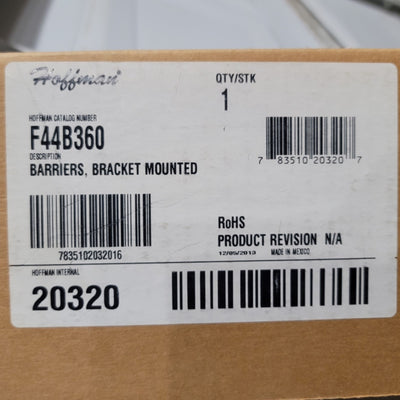 Hoffman®
QTY/STK
1
HOFFMAN CATALOG NUMBER
F44B360
DESCRIPTION
BARRIERS, BRACKET MOUNTED
7 83510 20320 7
7835102032016
RoHS
PRODUCT REVISION N/A
12/05/2013 MADE IN MEXICO
HOFFMAN INTERNAL
20320